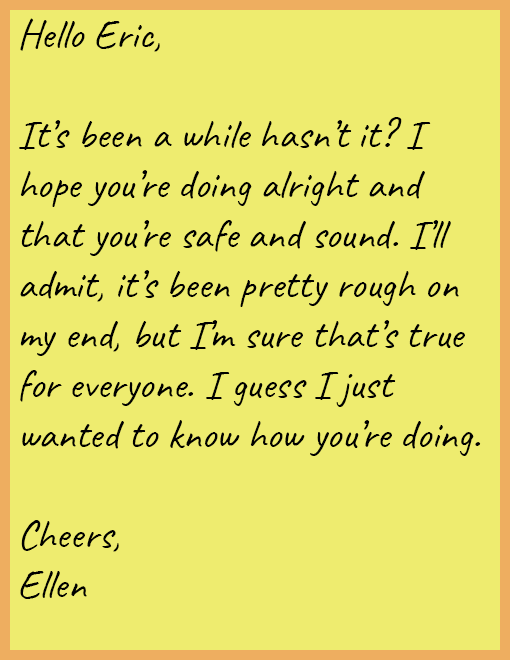 Hello Eric,
It’s been a while hasn’t it? I
hope you’re doing alright and
that you’re safe and sound. I’ll
admit, it’s been pretty rough on
my end, but I’m sure that’s true
for everyone. I guess I just
wanted to know how you’re doing.
Cheers,
Ellen